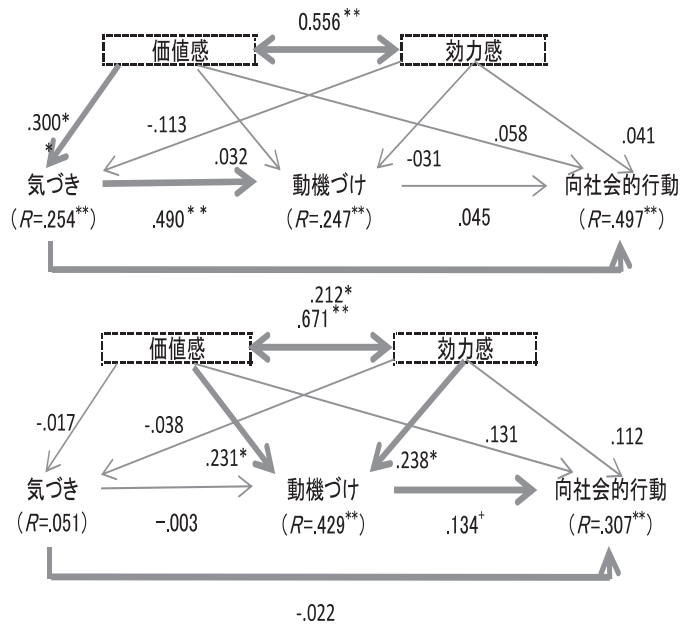 0.556**
価値感 効力感
.300*
*
-.113
.058
.041
.032
-031
気づき 動機づけ 向社会的行動
(R=.254**) .490** (R=.247**) .045 (R=.497**)
.212*
.671**
価値感 効力感
-.017
-.038
.131
.112
.231*
.238*
気づき 動機づけ 向社会的行動
(R=.051) -.003 (R=.429**) .134+ (R=.307**)
-.022